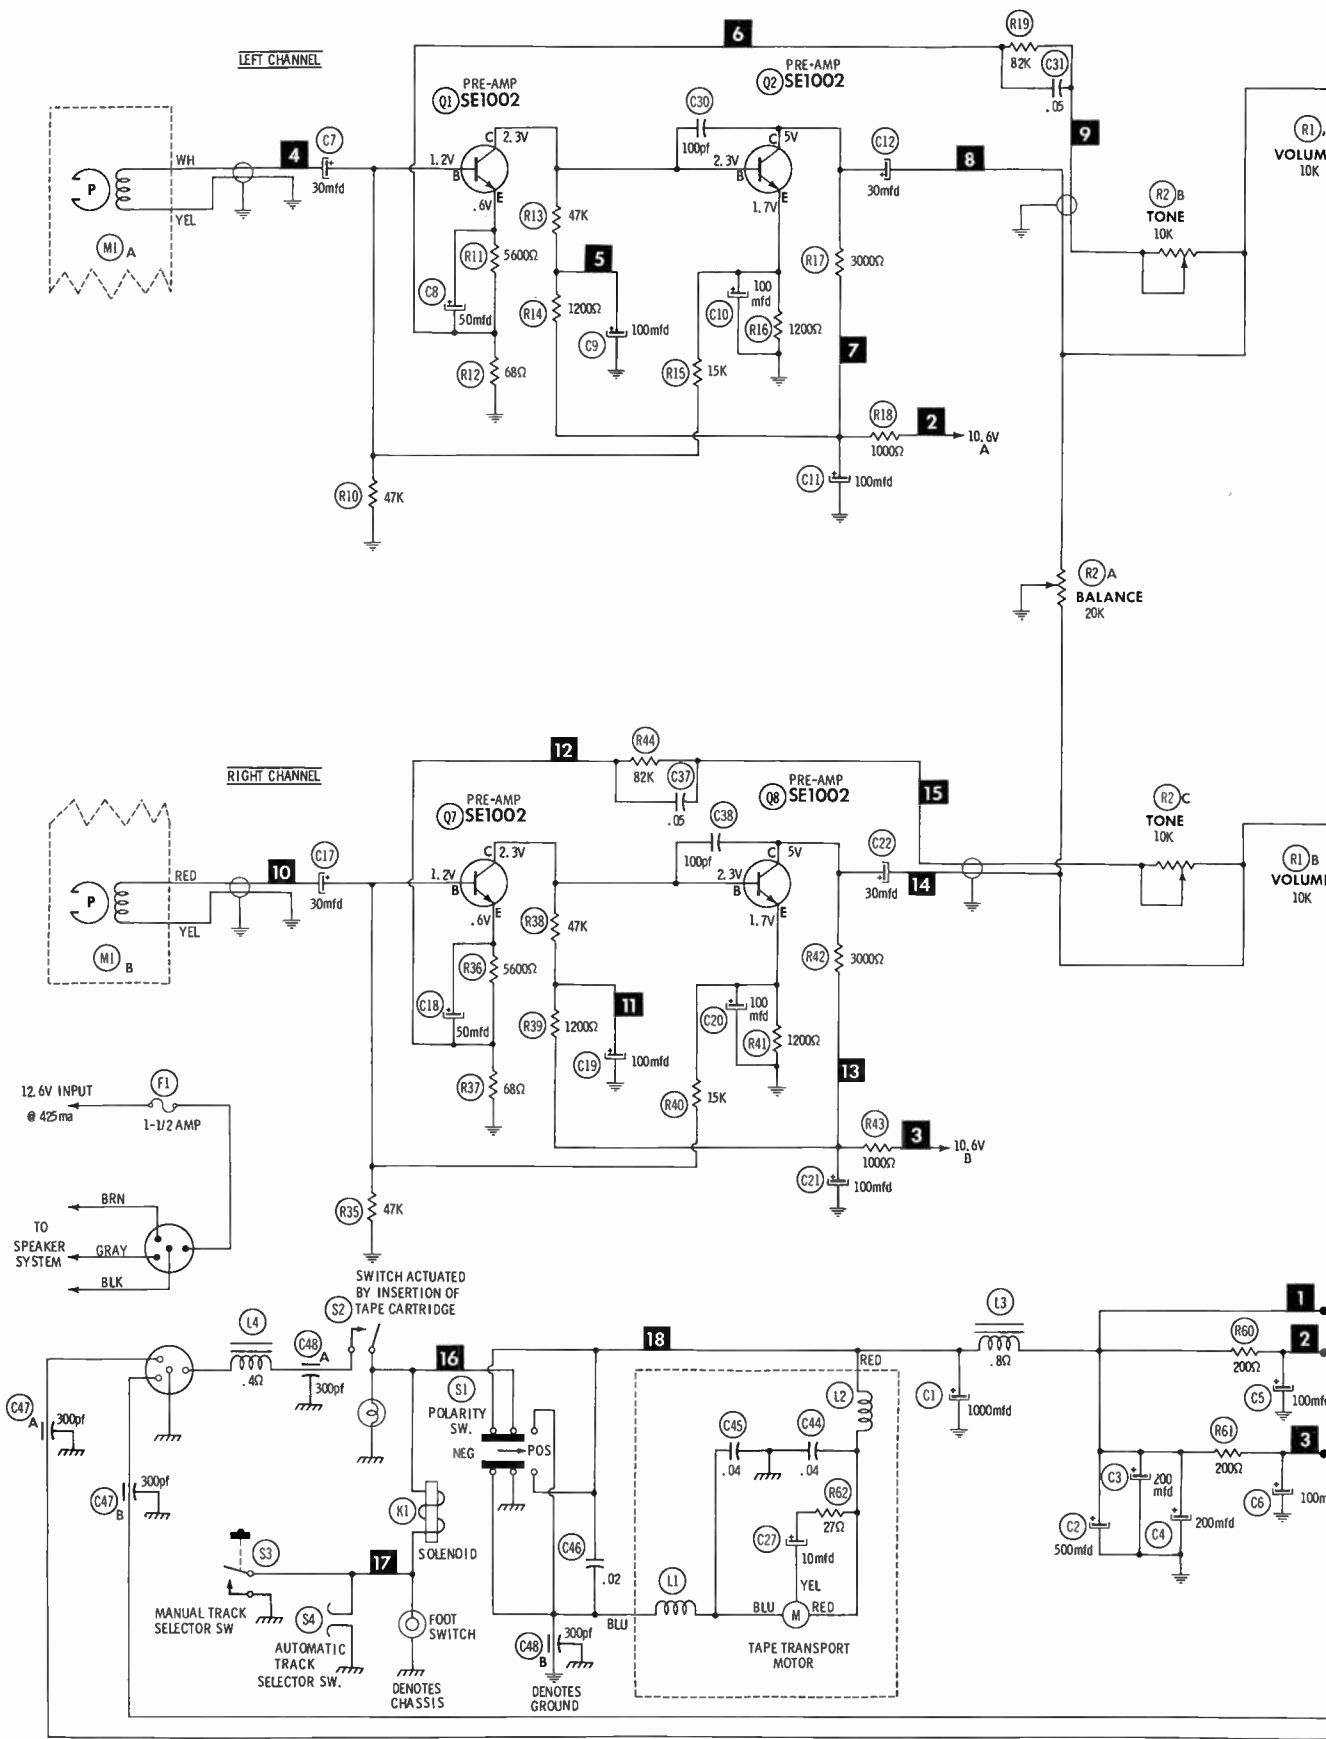 LEFT CHANNEL
6
R19
82K
C31
.05
PRE-AMP
Q1 SE1002
PRE-AMP
Q2 SE1002
C30
100pf
C 2.3V
C 5V
9
R1
VOLUM
10K
WH
4
C7
30mfd
1.2V
B
2.3V
B
C12
30mfd
8
P
YEL
M1 A
E
.6V
R13
47K
E
1.7V
R2 B
TONE
10K
R11
5600Ω
5
R17
3000Ω
C8
50mfd
R14
1200Ω
C9
100mfd
C10
100
mfd
R16
1200Ω
7
R12
68Ω
R15
15K
R18
1000Ω
2
10.6V
A
C11
100mfd
R10
47K
R2 A
BALANCE
20K
RIGHT CHANNEL
12
R44
82K
C37
.05
15
PRE-AMP
Q7 SE1002
PRE-AMP
Q8 SE1002
C38
100pf
R2 C
TONE
10K
C 2.3V
C 5V
RED
10
C17
30mfd
1.2V
B
2.3V
B
C22
30mfd
14
R1 B
VOLUM
10K
P
YEL
M1 B
E
.6V
R38
47K
E
1.7V
R42
3000Ω
R36
5600Ω
11
C18
50mfd
R39
1200Ω
C19
100mfd
C20
100
mfd
R41
1200Ω
13
R37
68Ω
R40
15K
R43
1000Ω
3
10.6V
B
C21
100mfd
R35
47K
12.6V INPUT
@ 425ma
F1
1-1/2 AMP
TO
SPEAKER
SYSTEM
BRN
GRAY
BLK
SWITCH ACTUATED
BY INSERTION OF
S2 TAPE CARTRIDGE
L4
.4Ω
C48 A
300pf
16
S1
POLARITY
SW.
NEG
POS
18
RED
L3
.8Ω
1
R60
200Ω
2
C5
100mf
C1
1000mfd
L2
C45
.04
C44
.04
R61
200Ω
3
C6
100m
C3
200
mfd
C2
500mfd
C4
200mfd
C47
A
300pf
C47
B
300pf
K1
SOLENOID
R62
27Ω
C27
10mfd
YEL
C46
.02
17
S3
MANUAL TRACK
SELECTOR SW
S4
AUTOMATIC
TRACK
SELECTOR SW.
FOOT
SWITCH
L1
BLU
BLU
M
RED
C48
B
300pf
TAPE TRANSPORT
MOTOR
DENOTES
CHASSIS
DENOTES
GROUND